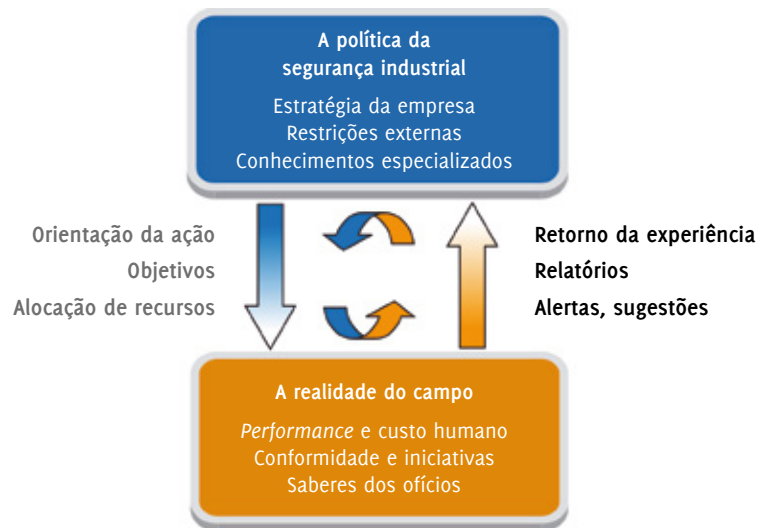 A política da
segurança industrial
Estratégia da empresa
Restrições externas
Conhecimentos especializados
Orientação da ação
Objetivos
Alocação de recursos
Retorno da experiência
Relatórios
Alertas, sugestões
A realidade do campo
Performance e custo humano
Conformidade e iniciativas
Saberes dos ofícios